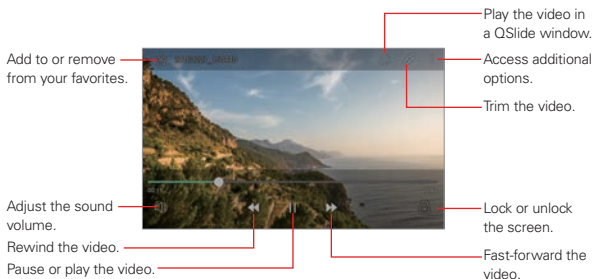 Play the video in
a QSlide window.
Add to or remove
from your favorites.
Access additional
options.
Trim the video.
Adjust the sound
volume.
Lock or unlock
the screen.
Rewind the video.
Fast-forward the
video.
Pause or play the video.